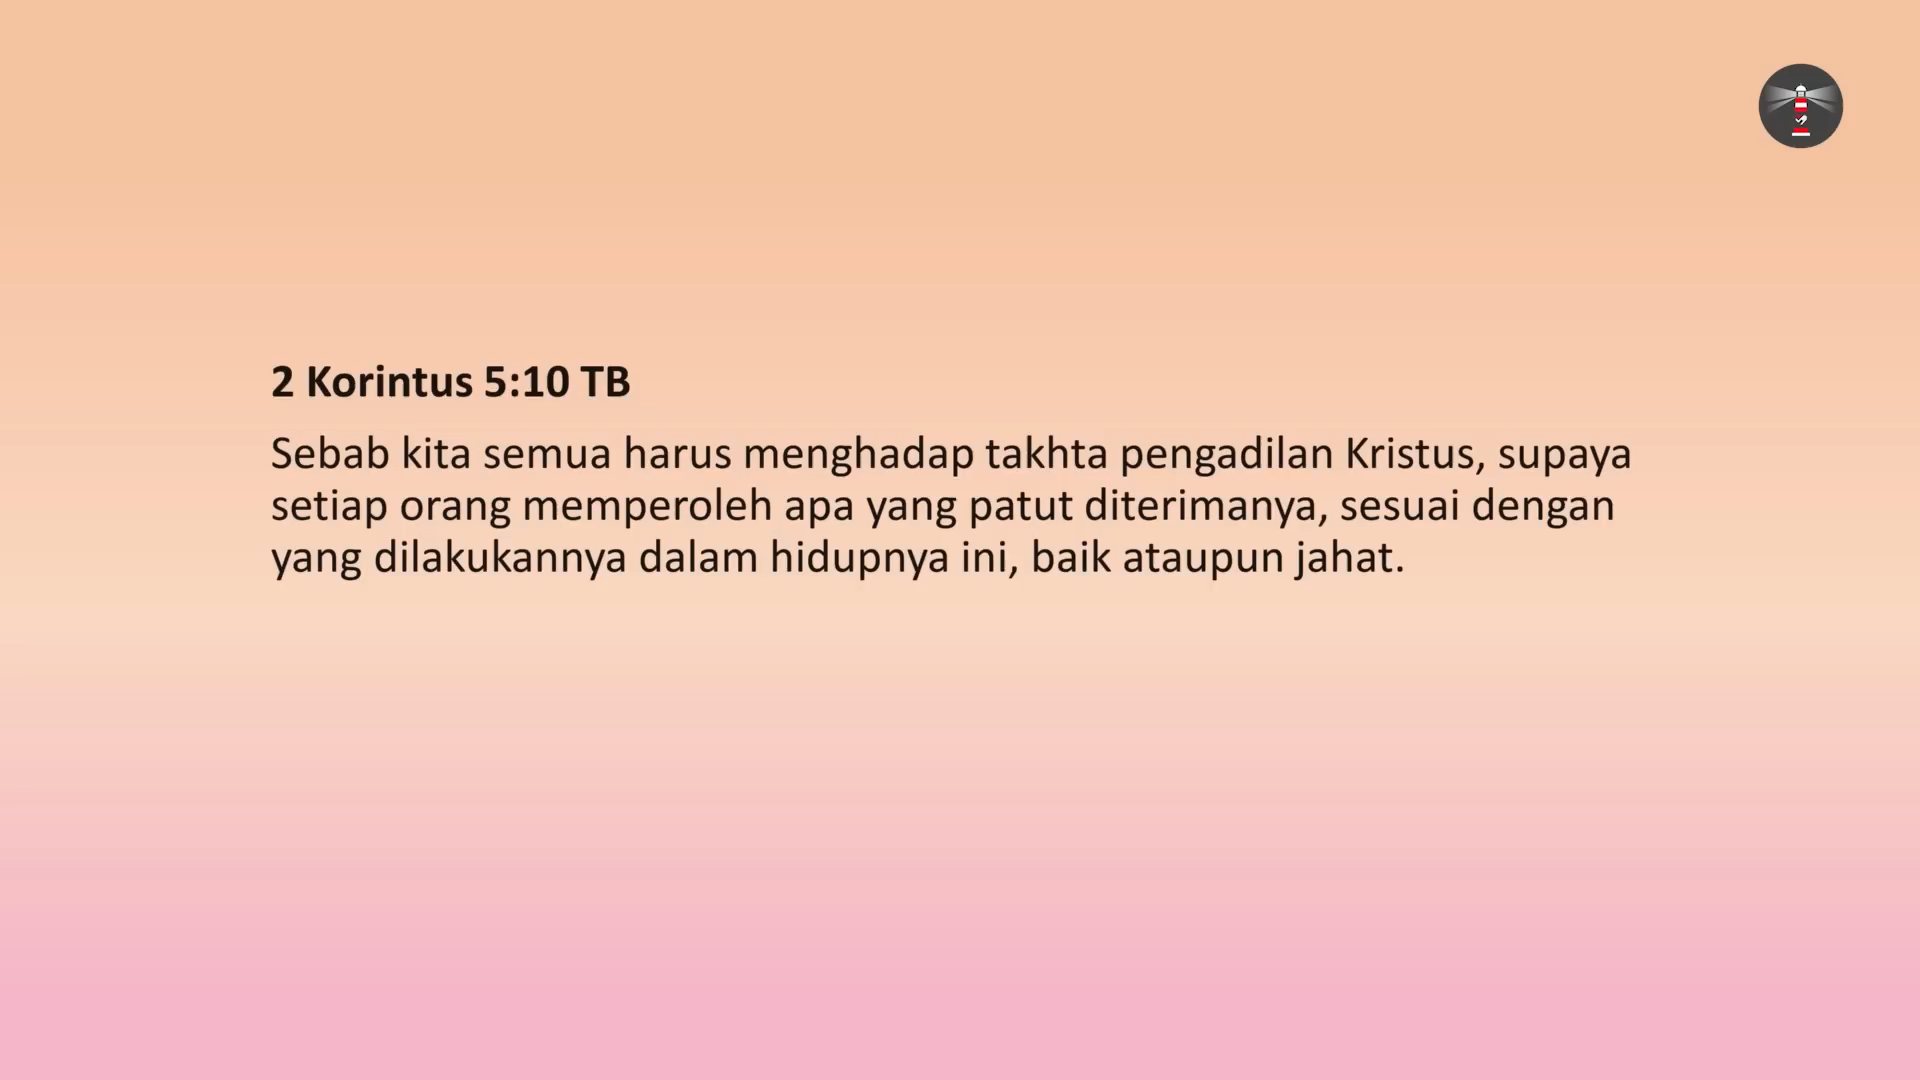 2 Korintus 5:10 TB
Sebab kita semua harus menghadap takhta pengadilan Kristus, supaya
setiap orang memperoleh apa yang patut diterimanya, sesuai dengan
yang dilakukannya dalam hidupnya ini, baik ataupun jahat.